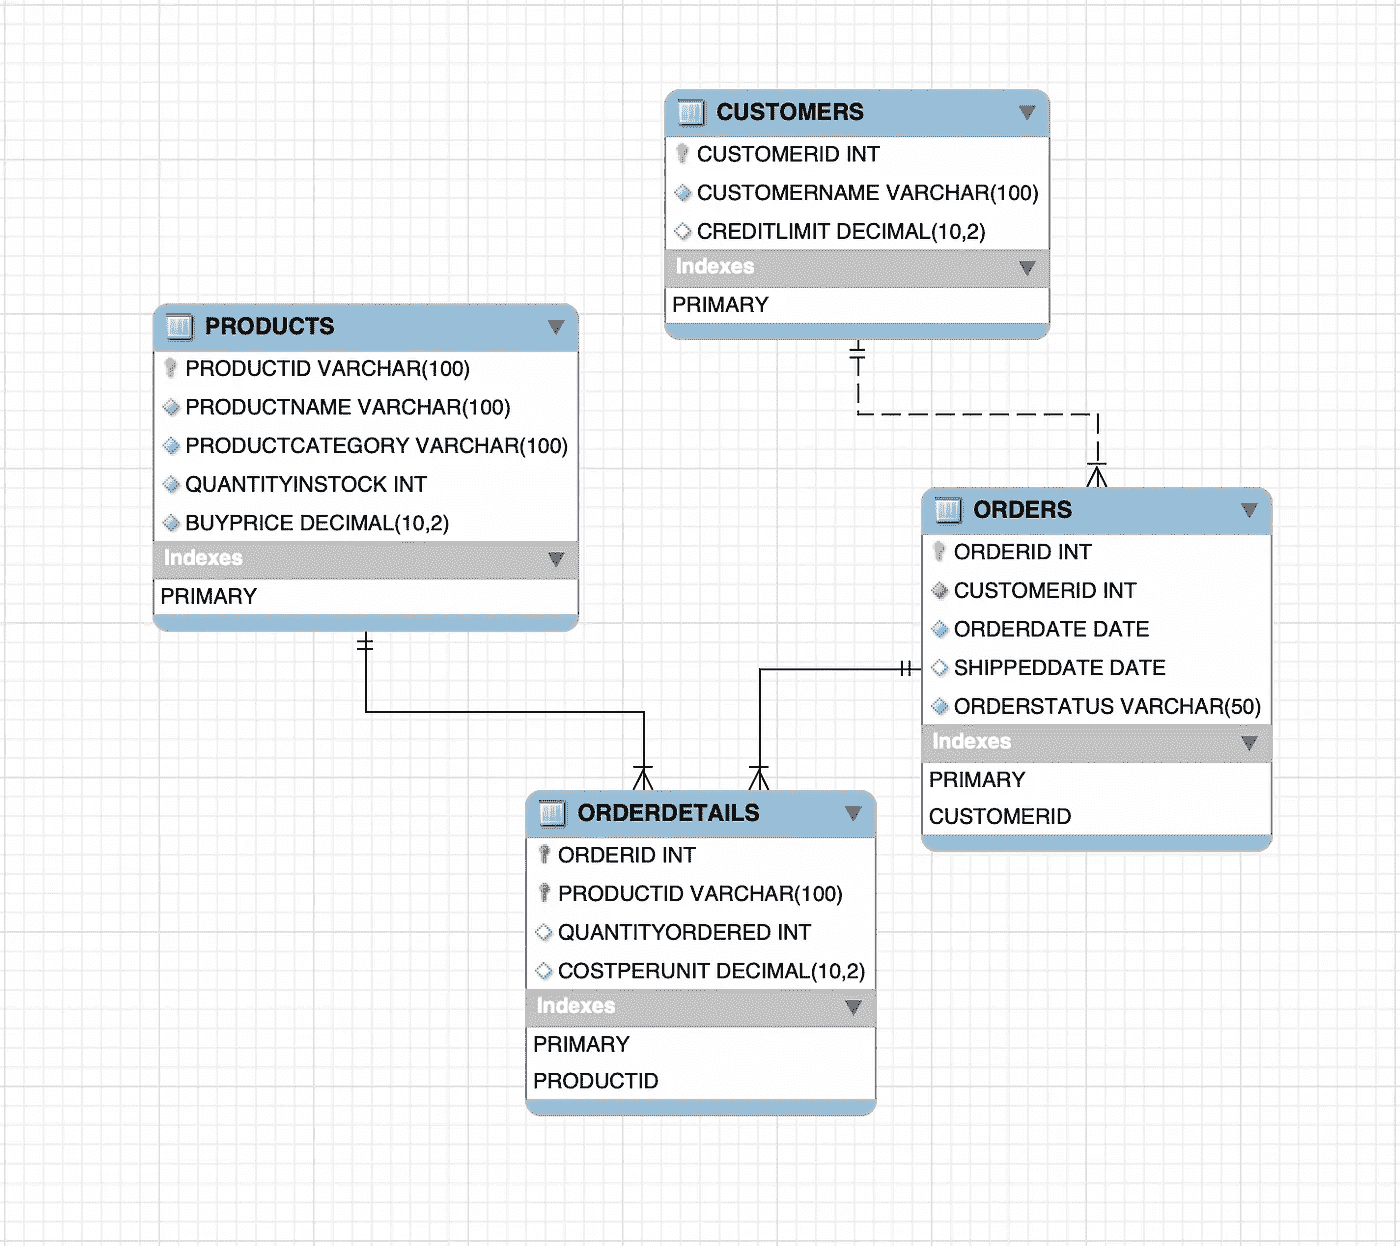 CUSTOMERS
CUSTOMERID INT
CUSTOMERNAME VARCHAR(100)
CREDITLIMIT DECIMAL(10,2)
Indexes
PRIMARY
PRODUCTS
PRODUCTID VARCHAR(100)
PRODUCTNAME VARCHAR(100)
PRODUCTCATEGORY VARCHAR(100)
QUANTITYINSTOCK INT
BUYPRICE DECIMAL(10,2)
Indexes
PRIMARY
ORDERS
ORDERID INT
CUSTOMERID INT
ORDERDATE DATE
SHIPPEDDATE DATE
ORDERSTATUS VARCHAR(50)
Indexes
PRIMARY
CUSTOMERID
ORDERDETAILS
ORDERID INT
PRODUCTID VARCHAR(100)
QUANTITYORDERED INT
COSTPERUNIT DECIMAL(10,2)
Indexes
PRIMARY
PRODUCTID